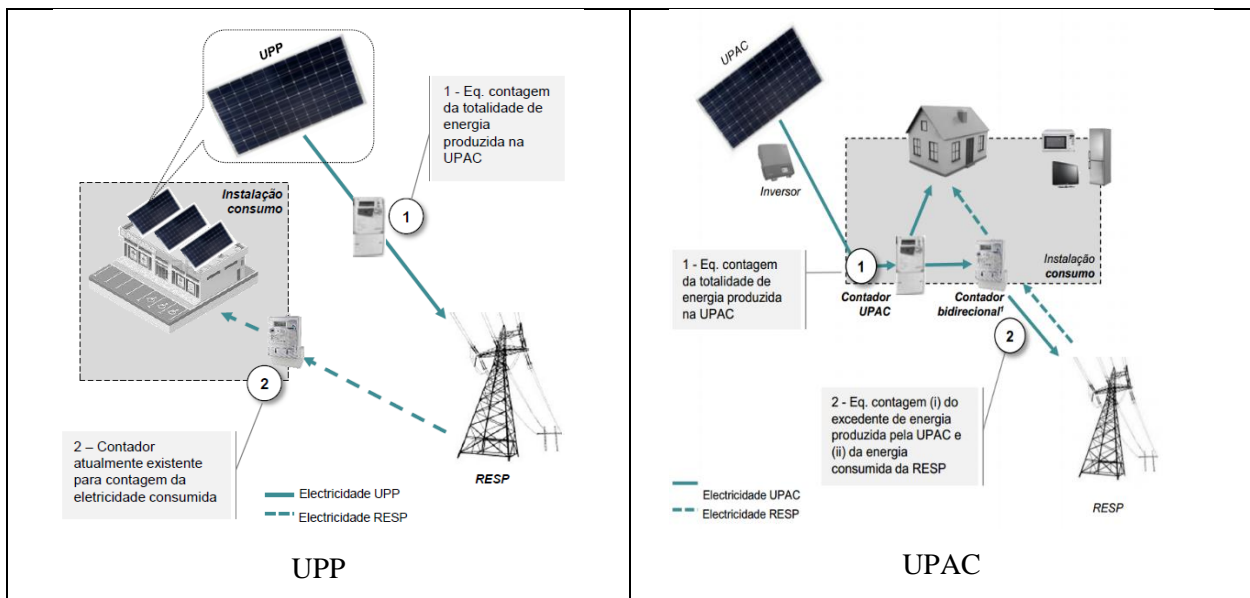 UPP
1 - Eq. contagem
da totalidade de
energia
produzida na
UPAC
Instalação
consumo
1
2
2 – Contador
atualmente existente
para contagem da
eletricidade consumida
RESP
Electricidade UPP
Electricidade RESP
UPP
UPAC
Inversor
1 - Eq. contagem
da totalidade de
energia produzida
na UPAC
1
Contador
UPAC
Contador
bidirecional¹
Instalação
consumo
2
2 - Eq. contagem (i) do
excedente de energia
produzida pela UPAC e
(ii) da energia
consumida da RESP
Electricidade UPAC
Electricidade RESP
RESP
UPAC